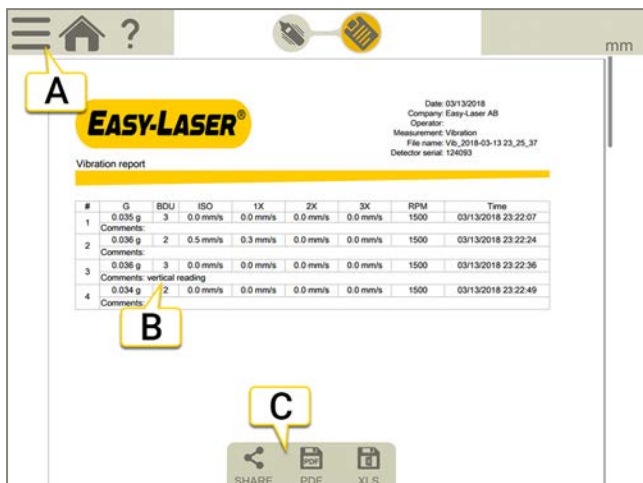 ?
mm
A
EASY-LASER®
Date: 03/13/2018
Company: Easy-Laser AB
Operator:
Measurement: Vibration
File name: Vib_2018-03-13 23_25_37
Detector serial: 124093
Vibration report
# G BDU ISO 1X 2X 3X RPM Time
1 0.035 g 3 0.0 mm/s 0.0 mm/s 0.0 mm/s 0.0 mm/s 1500 03/13/2018 23:22:07
Comments:
2 0.036 g 2 0.5 mm/s 0.3 mm/s 0.0 mm/s 0.0 mm/s 1500 03/13/2018 23:22:24
Comments:
3 0.036 g 3 0.0 mm/s 0.0 mm/s 0.0 mm/s 0.0 mm/s 1500 03/13/2018 23:22:36
Comments: vertical reading
4 0.034 g 2 0.0 mm/s 0.0 mm/s 0.0 mm/s 0.0 mm/s 1500 03/13/2018 23:22:49
Comments:
B
C
PDF
SHARE PDF XLS